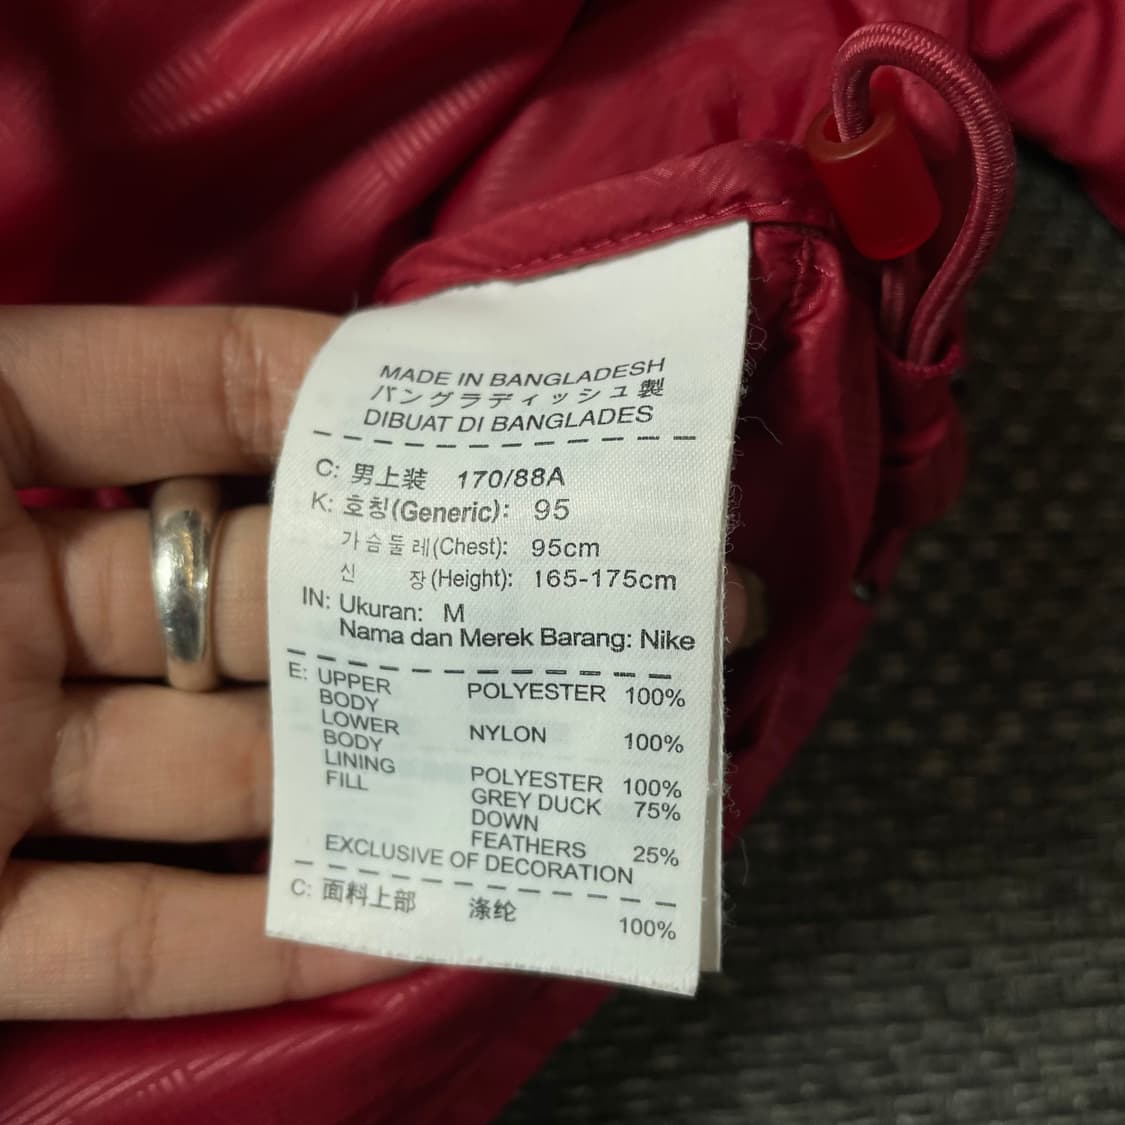 MADE IN BANGLADESH
バングラディッシュ製
DIBUAT DI BANGLADES
C: 男上装 170/88A
K: 호칭(Generic): 95
가슴둘레(Chest): 95cm
신 장(Height): 165-175cm
IN: Ukuran: M
Nama dan Merek Barang: Nike
E: UPPER BODY POLYESTER 100%
LOWER BODY NYLON 100%
LINING POLYESTER 100%
FILL GREY DUCK DOWN 75%
FEATHERS 25%
EXCLUSIVE OF DECORATION
C: 面料上部 涤纶 100%